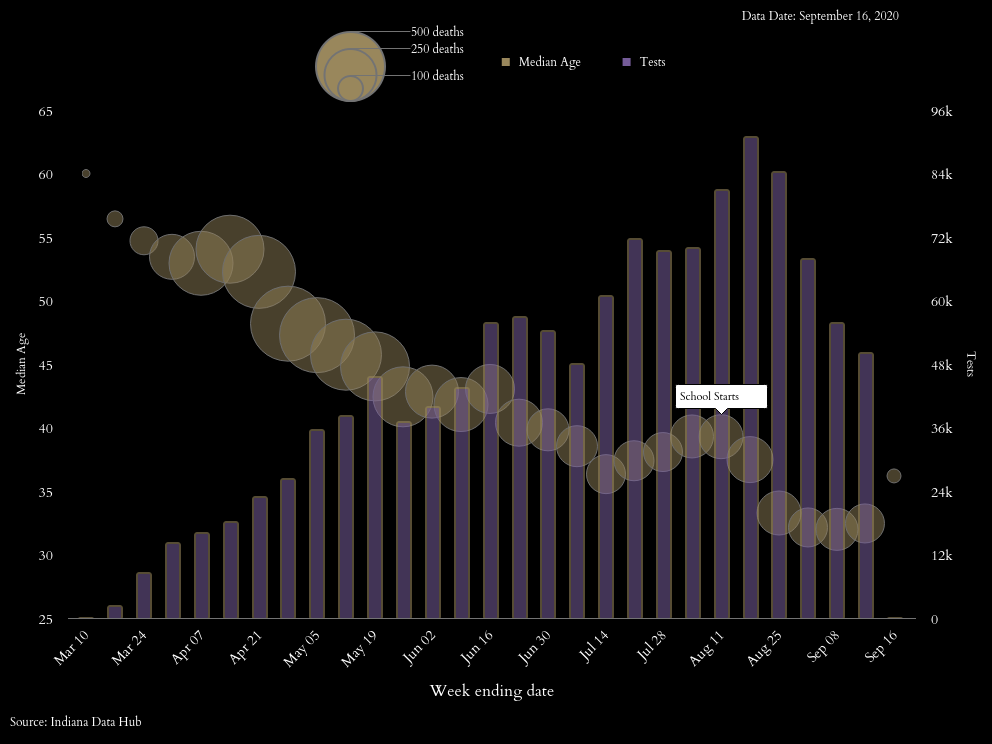 Data Date: September 16, 2020
500 deaths
250 deaths
100 deaths
Median Age
Tests
65
60
55
50
45
40
35
30
25
Median Age
96k
84k
72k
60k
48k
36k
24k
12k
0
Tests
School Starts
Mar 10
Mar 24
Apr 07
Apr 21
May 05
May 19
Jun 02
Jun 16
Jun 30
Jul 14
Jul 28
Aug 11
Aug 25
Sep 08
Sep 16
Week ending date
Source: Indiana Data Hub